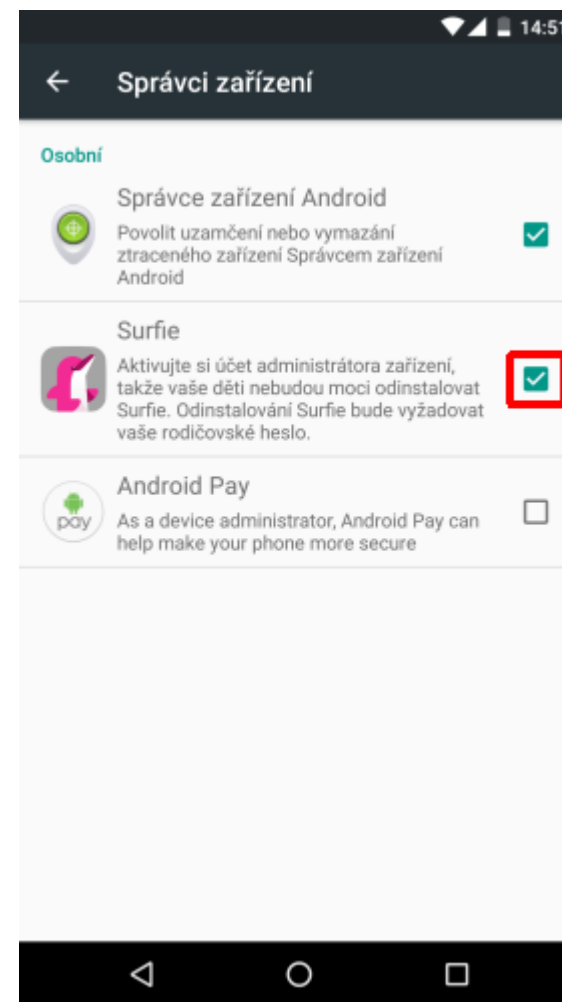 14:51
Správci zařízení
Osobní
Správce zařízení Android
Povolit uzamčení nebo vymazání
ztraceného zařízení Správcem zařízení
Android
Surfie
Aktivujte si účet administrátora zařízení,
takže vaše děti nebudou moci odinstalovat
Surfie. Odinstalování Surfie bude vyžadovat
vaše rodičovské heslo.
Android Pay
pay
As a device administrator, Android Pay can
help make your phone more secure